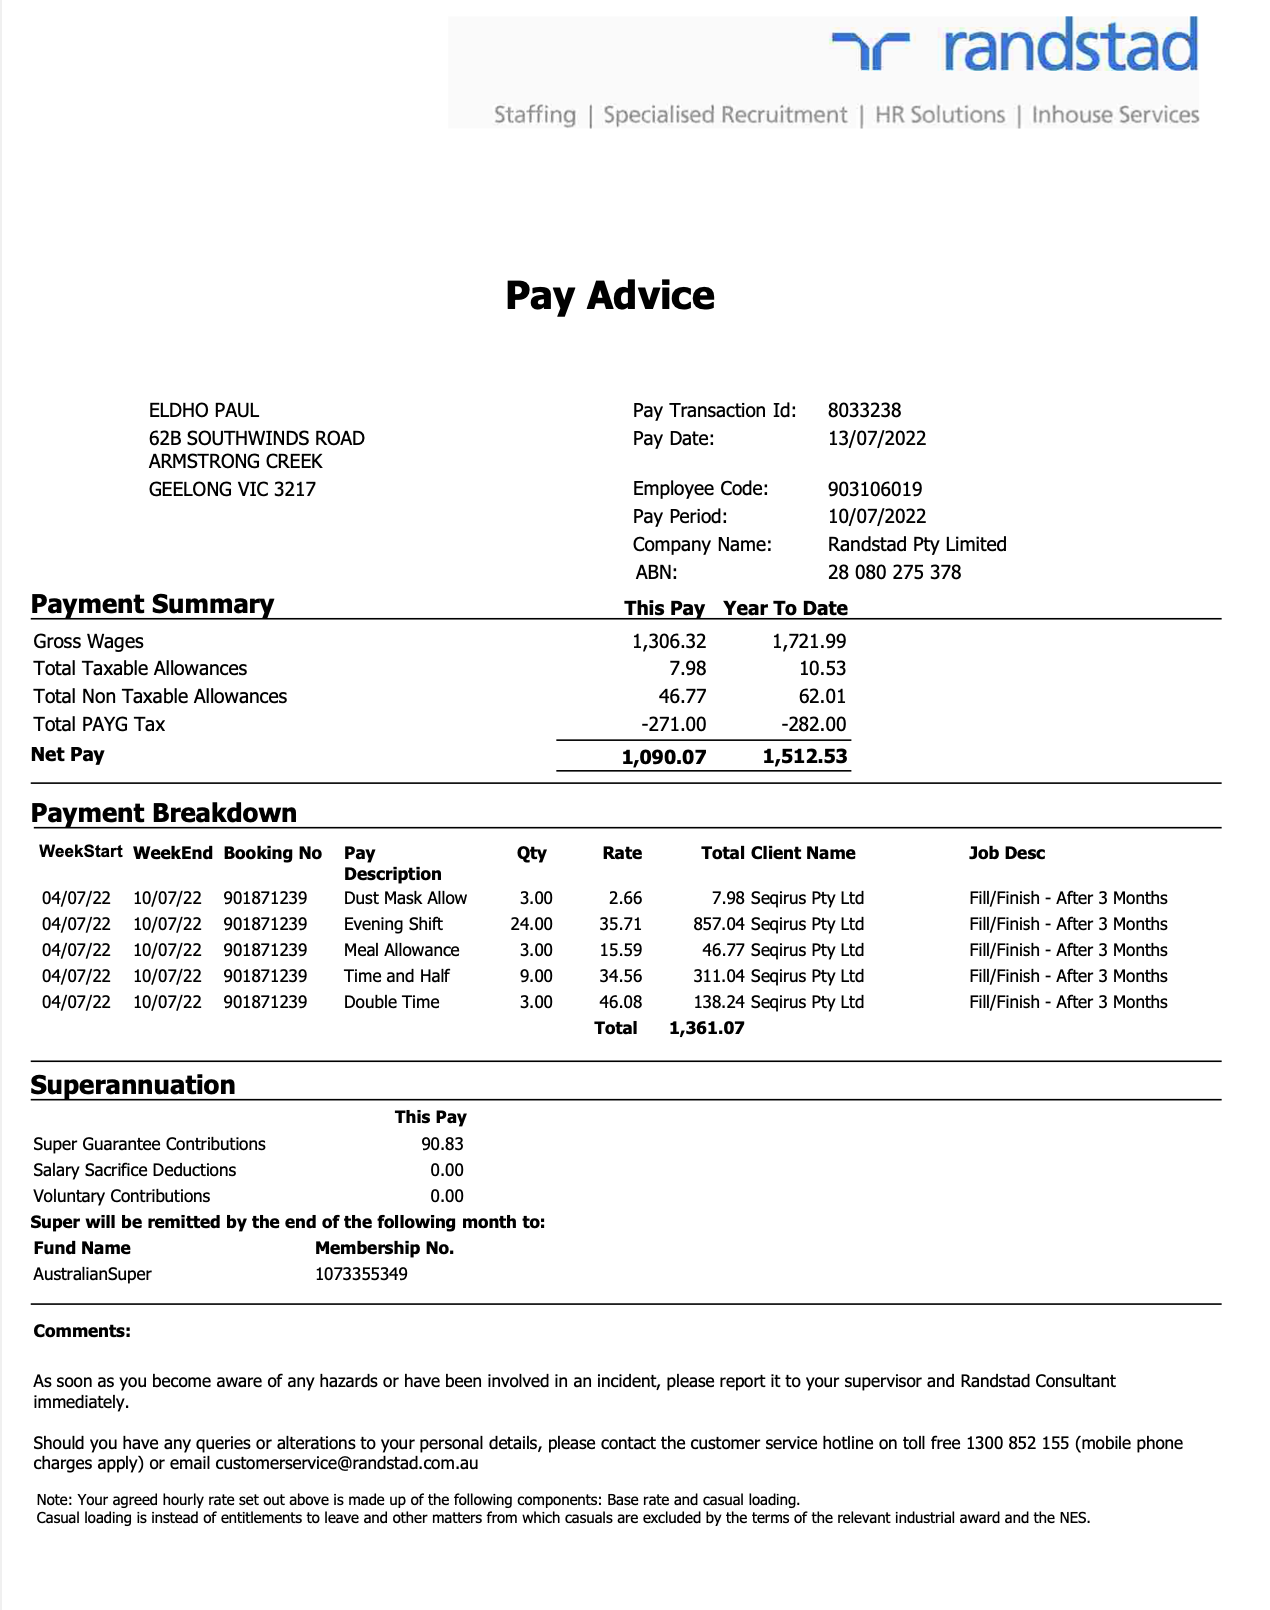 randstad
Staffing | Specialised Recruitment | HR Solutions | Inhouse Services
Pay Advice
ELDHO PAUL
62B SOUTHWINDS ROAD
ARMSTRONG CREEK
GEELONG VIC 3217
Pay Transaction Id: 8033238
Pay Date: 13/07/2022
Employee Code: 903106019
Pay Period: 10/07/2022
Company Name: Randstad Pty Limited
ABN: 28 080 275 378
Payment Summary This Pay Year To Date
Gross Wages 1,306.32 1,721.99
Total Taxable Allowances 7.98 10.53
Total Non Taxable Allowances 46.77 62.01
Total PAYG Tax -271.00 -282.00
Net Pay 1,090.07 1,512.53
Payment Breakdown
WeekStart WeekEnd Booking No Pay Description Qty Rate Total Client Name Job Desc
04/07/22 10/07/22 901871239 Dust Mask Allow 3.00 2.66 7.98 Seqirus Pty Ltd Fill/Finish - After 3 Months
04/07/22 10/07/22 901871239 Evening Shift 24.00 35.71 857.04 Seqirus Pty Ltd Fill/Finish - After 3 Months
04/07/22 10/07/22 901871239 Meal Allowance 3.00 15.59 46.77 Seqirus Pty Ltd Fill/Finish - After 3 Months
04/07/22 10/07/22 901871239 Time and Half 9.00 34.56 311.04 Seqirus Pty Ltd Fill/Finish - After 3 Months
04/07/22 10/07/22 901871239 Double Time 3.00 46.08 138.24 Seqirus Pty Ltd Fill/Finish - After 3 Months
Total 1,361.07
Superannuation
This Pay
Super Guarantee Contributions 90.83
Salary Sacrifice Deductions 0.00
Voluntary Contributions 0.00
Super will be remitted by the end of the following month to:
Fund Name Membership No.
AustralianSuper 1073355349
Comments:
As soon as you become aware of any hazards or have been involved in an incident, please report it to your supervisor and Randstad Consultant
immediately.
Should you have any queries or alterations to your personal details, please contact the customer service hotline on toll free 1300 852 155 (mobile phone
charges apply) or email customerservice@randstad.com.au
Note: Your agreed hourly rate set out above is made up of the following components: Base rate and casual loading.
Casual loading is instead of entitlements to leave and other matters from which casuals are excluded by the terms of the relevant industrial award and the NES.